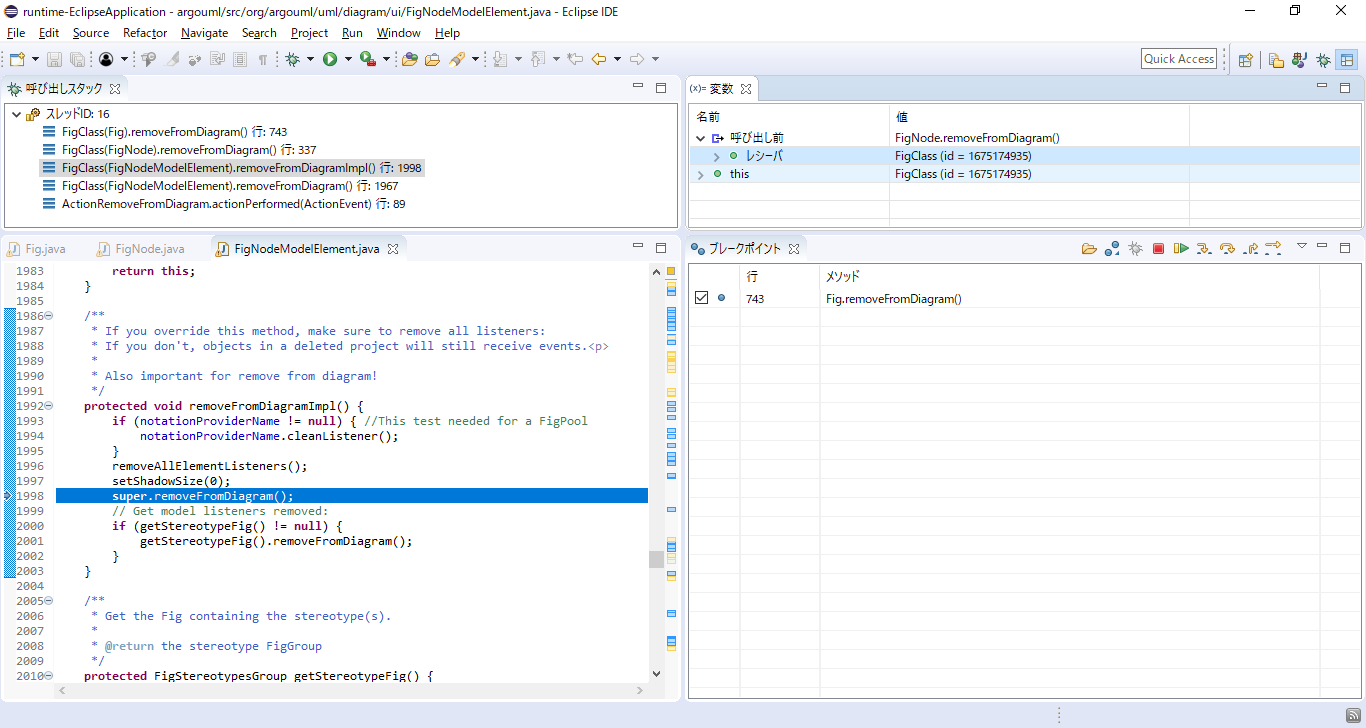 runtime-EclipseApplication - argouml/src/org/argouml/uml/diagram/ui/FigNodeModelElement.java - Eclipse IDE
File Edit Source Refactor Navigate Search Project Run Window Help
Quick Access
呼び出しスタック
スレッドID: 16
FigClass(Fig).removeFromDiagram() 行: 743
FigClass(FigNode).removeFromDiagram() 行: 337
FigClass(FigNodeModelElement).removeFromDiagramImpl() 行: 1998
FigClass(FigNodeModelElement).removeFromDiagram() 行: 1967
ActionRemoveFromDiagram.actionPerformed(ActionEvent) 行: 89
(x)= 変数
名前 値
呼び出し前 FigNode.removeFromDiagram()
レシーバ FigClass (id = 1675174935)
this FigClass (id = 1675174935)
Fig.java FigNode.java FigNodeModelElement.java
1983 return this;
1984 }
1985
1986 /**
1987 * If you override this method, make sure to remove all listeners:
1988 * If you don't, objects in a deleted project will still receive events.<p>
1989 *
1990 * Also important for remove from diagram!
1991 */
1992 protected void removeFromDiagramImpl() {
1993 if (notationProviderName != null) { //This test needed for a FigPool
1994 notationProviderName.cleanListener();
1995 }
1996 removeAllElementListeners();
1997 setShadowSize(0);
1998 super.removeFromDiagram();
1999 // Get model listeners removed:
2000 if (getStereotypeFig() != null) {
2001 getStereotypeFig().removeFromDiagram();
2002 }
2003 }
2004
2005 /**
2006 * Get the Fig containing the stereotype(s).
2007 *
2008 * @return the stereotype FigGroup
2009 */
2010 protected FigStereotypesGroup getStereotypeFig() {
ブレークポイント
行 メソッド
743 Fig.removeFromDiagram()